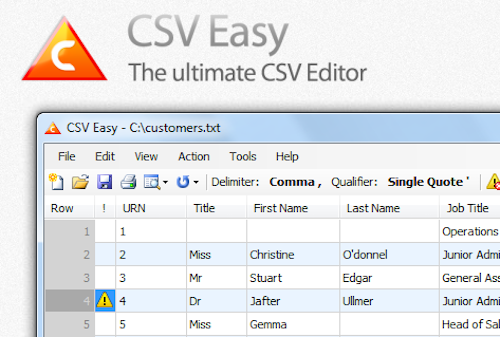 C
CSV Easy
The ultimate CSV Editor
CSV Easy - C:\customers.txt
File Edit View Action Tools Help
Delimiter: Comma , Qualifier: Single Quote '
Row ! URN Title First Name Last Name Job Title
1 1 Operations
2 2 Miss Christine O'donnel Junior Admi
3 3 Mr Stuart Edgar General Ass
4 4 Dr Jafter Ullmer Junior Admi
5 5 Miss Gemma Head of Sal